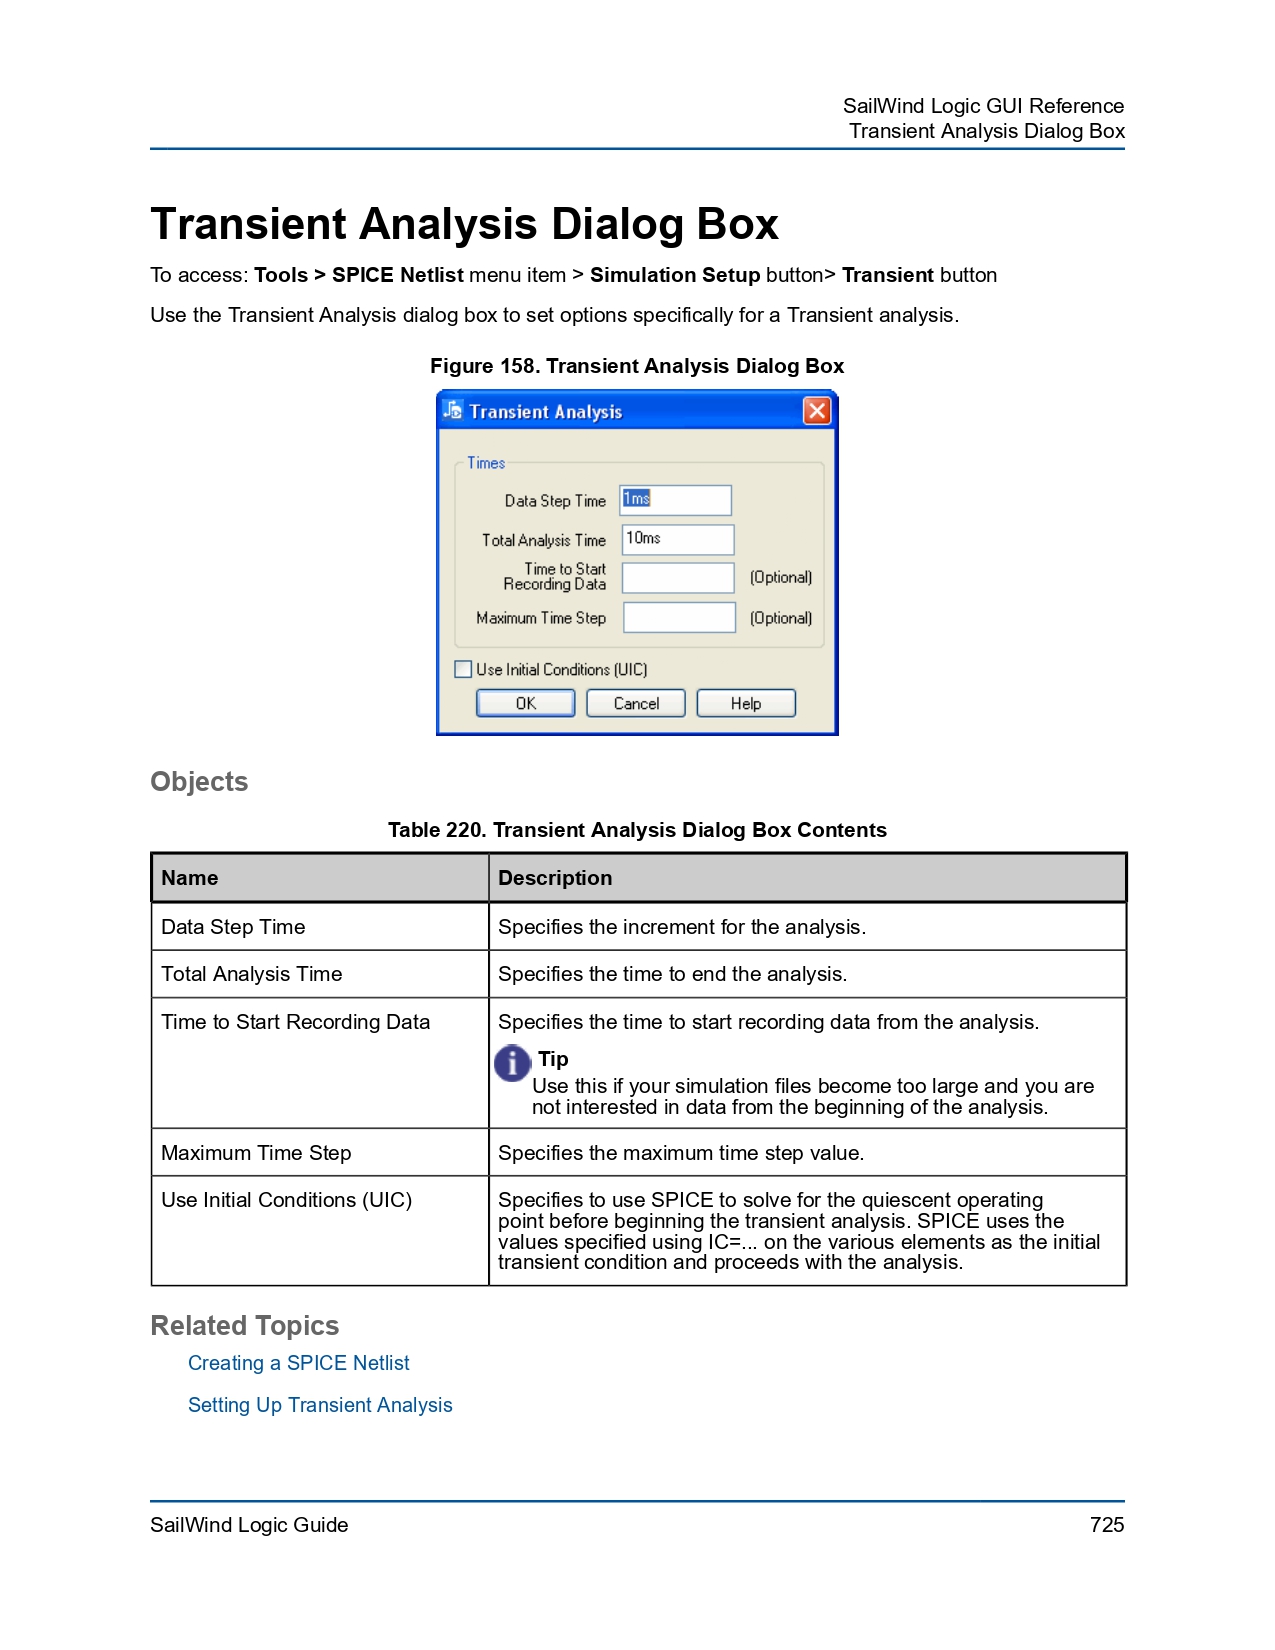 SailWind Logic GUI Reference
Transient Analysis Dialog Box
Transient Analysis Dialog Box
To access: Tools > SPICE Netlist menu item > Simulation Setup button> Transient button
Use the Transient Analysis dialog box to set options specifically for a Transient analysis.
Figure 158. Transient Analysis Dialog Box
Transient Analysis
Times
Data Step Time 1ms
Total Analysis Time 10ms
Time to Start
Recording Data (Optional)
Maximum Time Step (Optional)
Use Initial Conditions (UIC)
OK Cancel Help
Objects
Table 220. Transient Analysis Dialog Box Contents
Name Description
Data Step Time Specifies the increment for the analysis.
Total Analysis Time Specifies the time to end the analysis.
Time to Start Recording Data Specifies the time to start recording data from the analysis.
Tip
Use this if your simulation files become too large and you are
not interested in data from the beginning of the analysis.
Maximum Time Step Specifies the maximum time step value.
Use Initial Conditions (UIC) Specifies to use SPICE to solve for the quiescent operating
point before beginning the transient analysis. SPICE uses the
values specified using IC=... on the various elements as the initial
transient condition and proceeds with the analysis.
Related Topics
Creating a SPICE Netlist
Setting Up Transient Analysis
SailWind Logic Guide 725